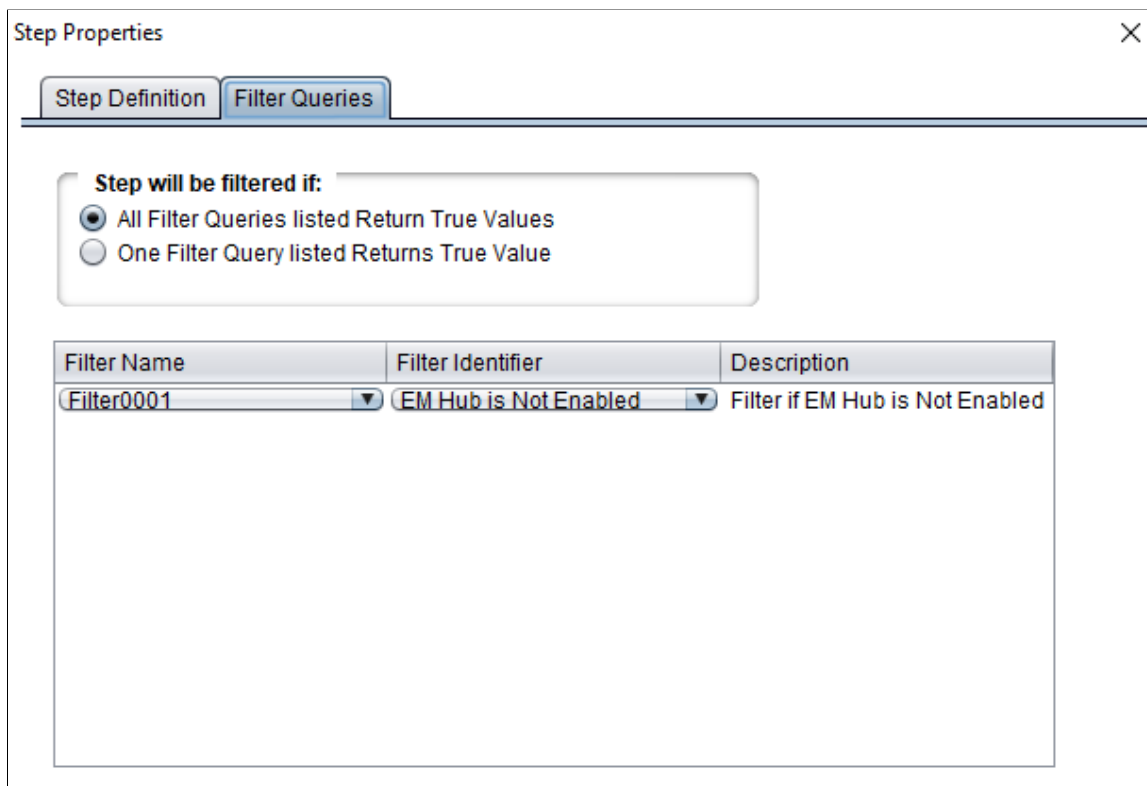 Step Properties
Step Definition Filter Queries
Step will be filtered if:
All Filter Queries listed Return True Values
One Filter Query listed Returns True Value
Filter Name Filter Identifier Description
Filter0001 EM Hub is Not Enabled Filter if EM Hub is Not Enabled